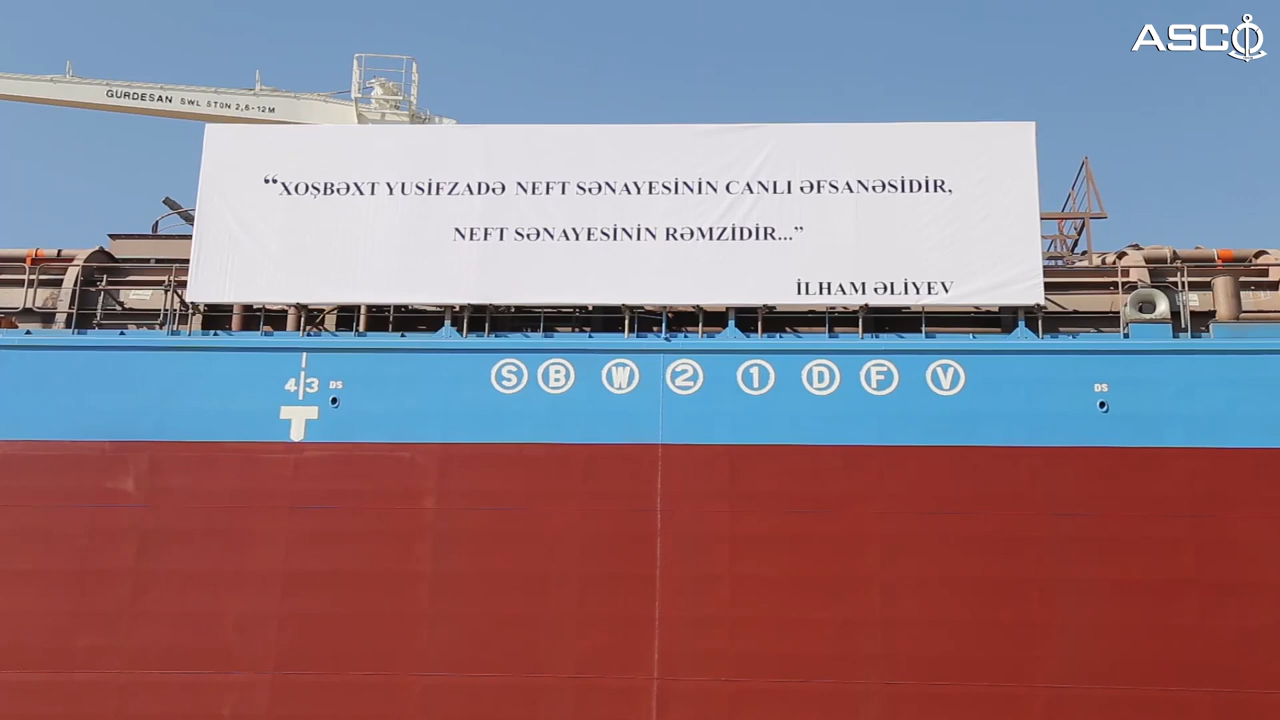 ASCO
GÜRDESAN SWL 5TON 2,6-12M
“XOŞBƏXT YUSİFZADƏ NEFT SƏNAYESİNİN CANLI ƏFSANƏSİDİR,
NEFT SƏNAYESİNİN RƏMZİDİR...”
İLHAM ƏLİYEV
S B W 2 1 D F V
4 3 DS
DS
T